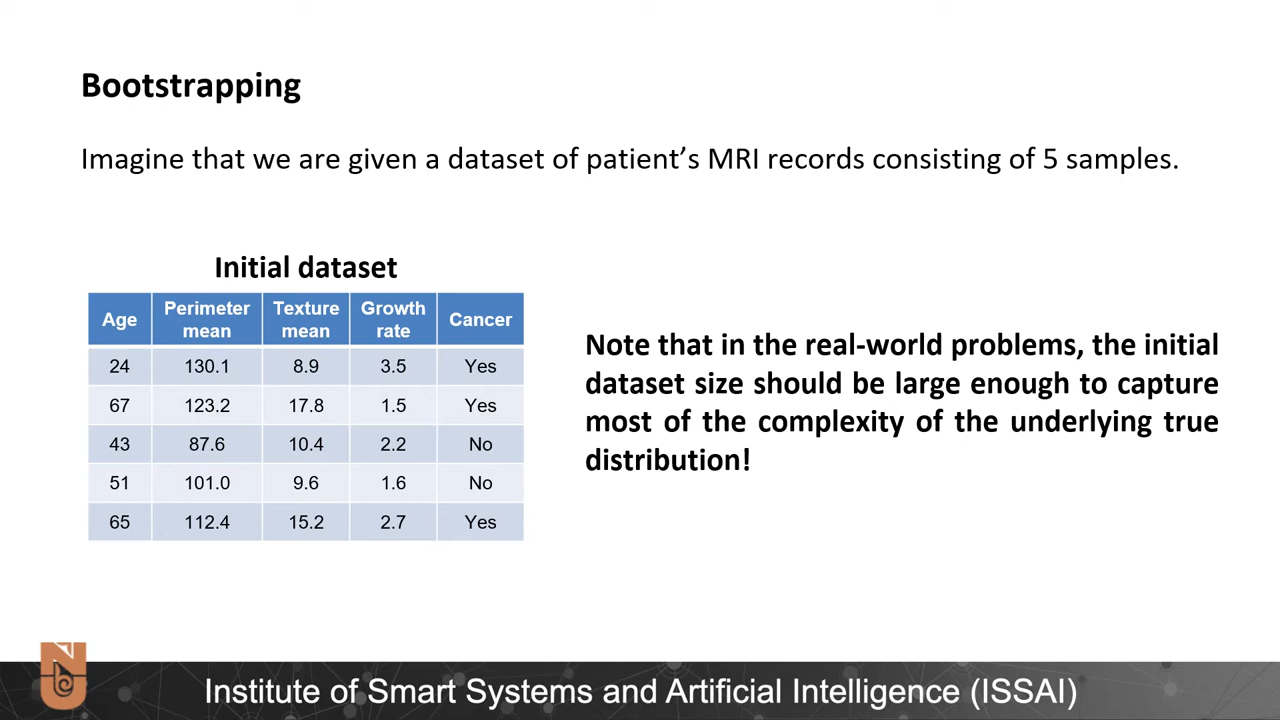 Bootstrapping
Imagine that we are given a dataset of patient’s MRI records consisting of 5 samples.
Initial dataset
Age Perimeter mean Texture mean Growth rate Cancer
24 130.1 8.9 3.5 Yes
67 123.2 17.8 1.5 Yes
43 87.6 10.4 2.2 No
51 101.0 9.6 1.6 No
65 112.4 15.2 2.7 Yes
Note that in the real-world problems, the initial
dataset size should be large enough to capture
most of the complexity of the underlying true
distribution!
Institute of Smart Systems and Artificial Intelligence (ISSAI)